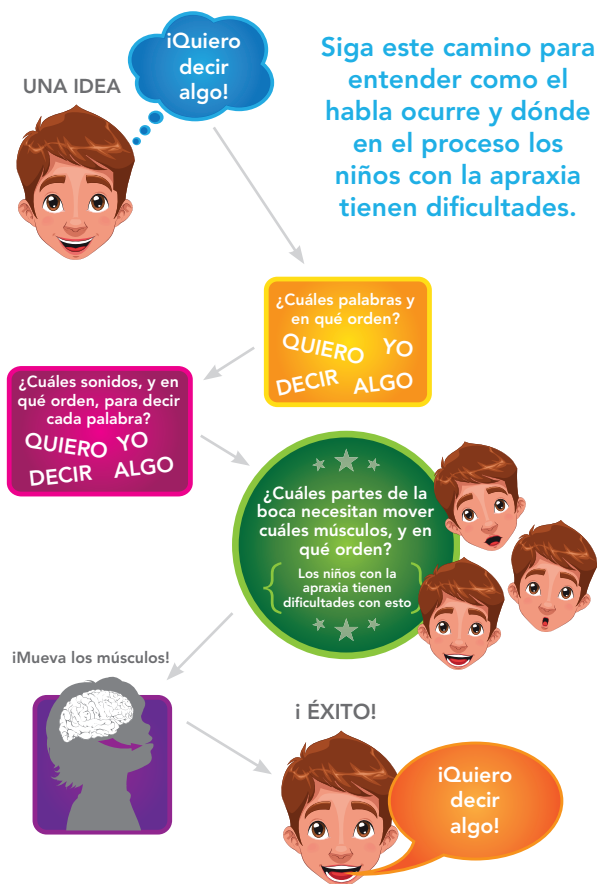 ¡Quiero
decir
algo!
UNA IDEA
Siga este camino para
entender como el
habla ocurre y dónde
en el proceso los
niños con la apraxia
tienen dificultades.
¿Cuáles palabras y
en qué orden?
QUIERO YO
DECIR ALGO
¿Cuáles sonidos, y en
qué orden, para decir
cada palabra?
QUIERO YO
DECIR ALGO
¿Cuáles partes de la
boca necesitan mover
cuáles músculos, y en
qué orden?
Los niños con la
apraxia tienen
dificultades con esto
¡Mueva los músculos!
¡ ÉXITO!
¡Quiero
decir
algo!